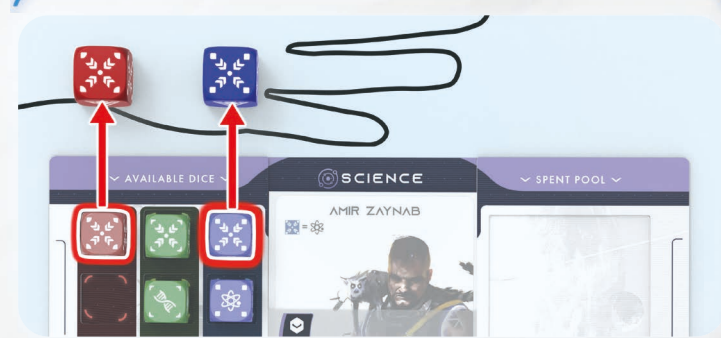 AVAILABLE DICE
SCIENCE
SPENT POOL
AMIR ZAYNAB
=